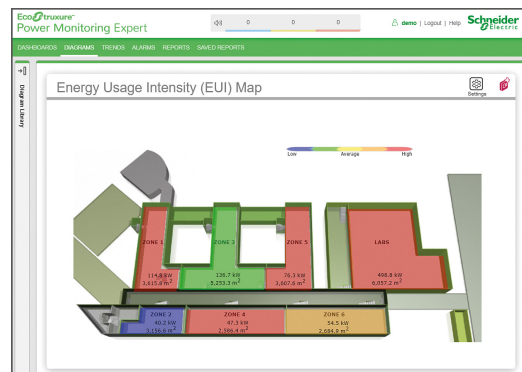 EcoStruxure™
Power Monitoring Expert
0 0 0
demo | Logout | Help
Schneider
Electric
DASHBOARDS DIAGRAMS TRENDS ALARMS REPORTS SAVED REPORTS
Diagram Library
Energy Usage Intensity (EUI) Map
Settings
Low Average High
ZONE 1
114.8 kW
3,615.6 m²
ZONE 3
136.7 kW
5,253.3 m²
ZONE 5
76.3 kW
3,607.6 m²
LABS
498.8 kW
6,057.2 m²
ZONE 2
40.2 kW
3,156.6 m²
ZONE 4
47.3 kW
2,586.4 m²
ZONE 6
54.5 kW
2,684.9 m²